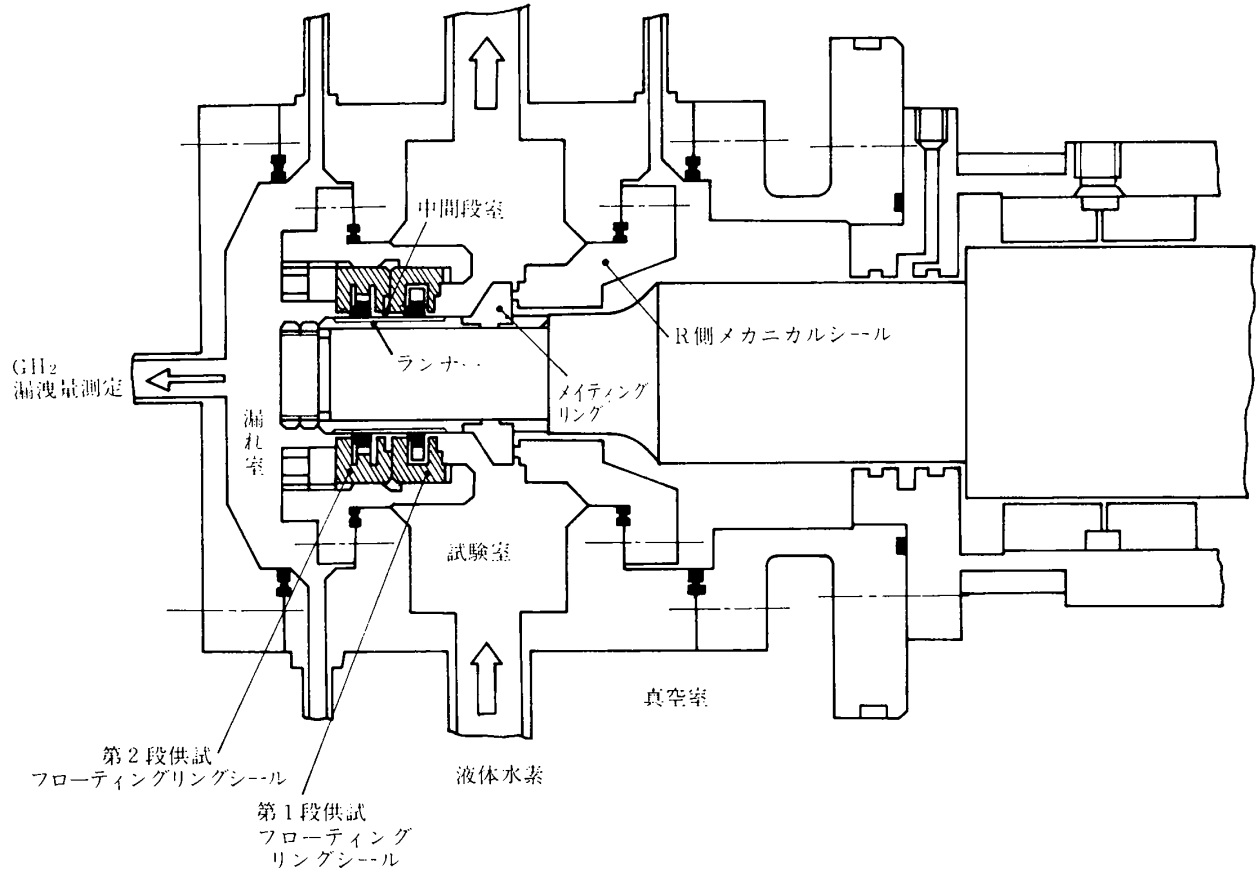 中間段室
R側メカニカルシール
ランナー
メイティング
リング
GH₂
漏洩量測定
漏れ室
試験室
真空室
液体水素
第2段供試
フローティングリングシール
第1段供試
フローティング
リングシール